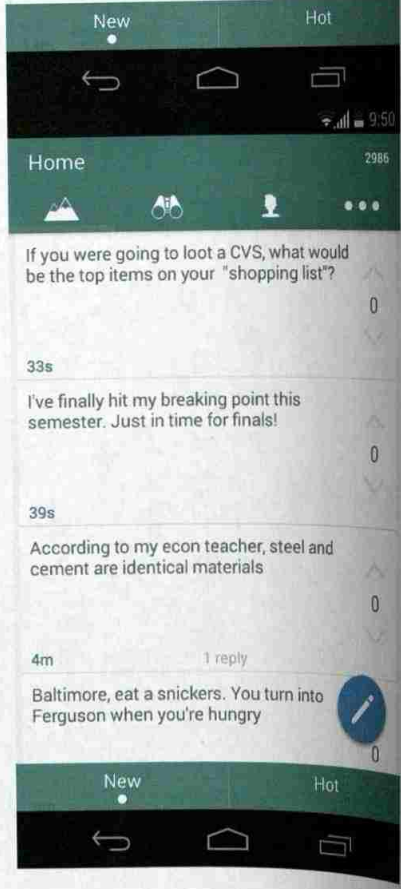 New Hot
9:50
Home 2986
If you were going to loot a CVS, what would
be the top items on your "shopping list"?
0
33s
I've finally hit my breaking point this
semester. Just in time for finals!
0
39s
According to my econ teacher, steel and
cement are identical materials
0
4m 1 reply
Baltimore, eat a snickers. You turn into
Ferguson when you're hungry
0
New Hot